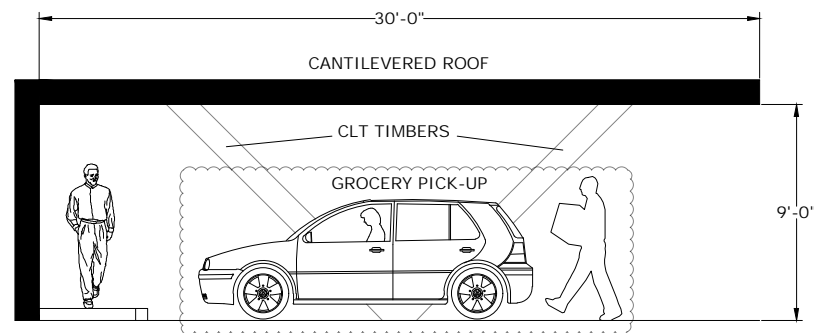 30'-0"
CANTILEVERED ROOF
CLT TIMBERS
GROCERY PICK-UP
9'-0"